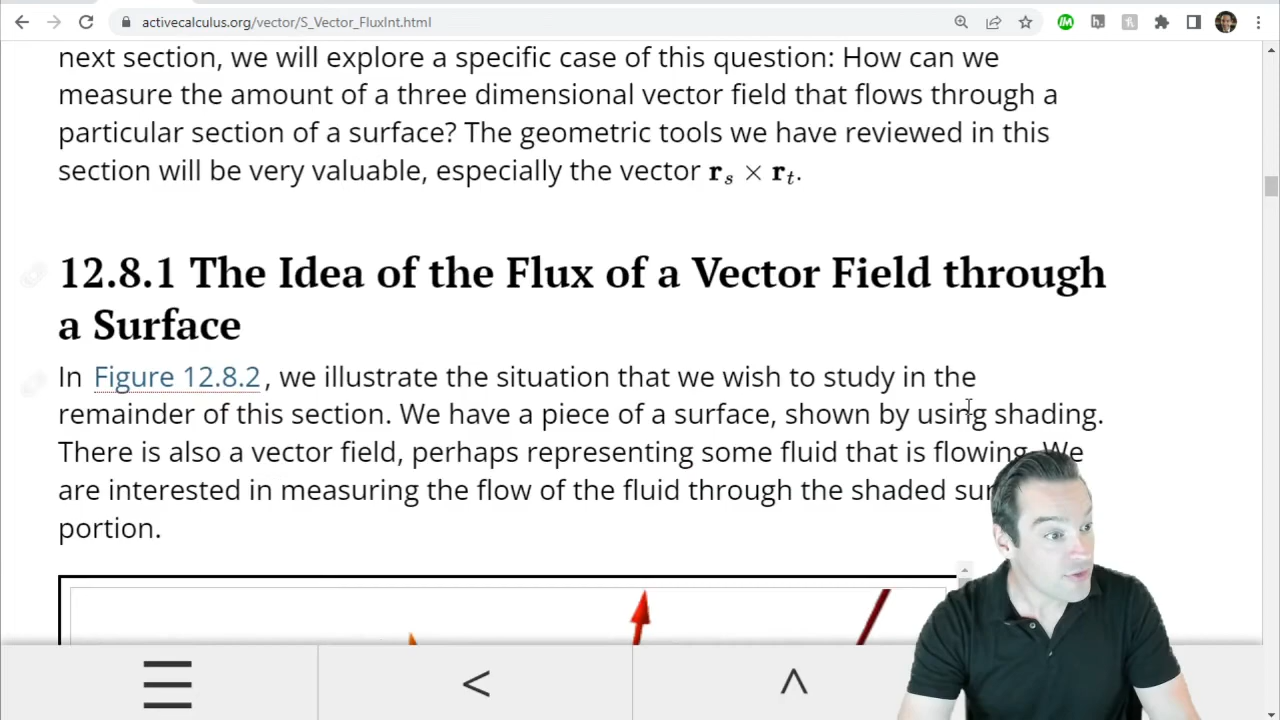 activecalculus.org/vector/S_Vector_FluxInt.html
next section, we will explore a specific case of this question: How can we
measure the amount of a three dimensional vector field that flows through a
particular section of a surface? The geometric tools we have reviewed in this
section will be very valuable, especially the vector r_s × r_t.
12.8.1 The Idea of the Flux of a Vector Field through
a Surface
In Figure 12.8.2, we illustrate the situation that we wish to study in the
remainder of this section. We have a piece of a surface, shown by using shading.
There is also a vector field, perhaps representing some fluid that is flowing. We
are interested in measuring the flow of the fluid through the shaded
portion.